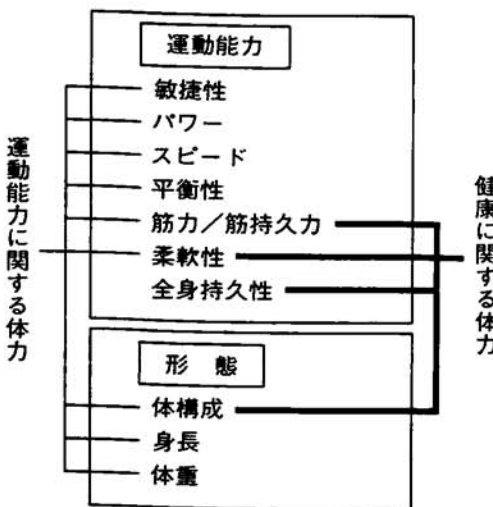 運動能力に関する体力
運動能力
敏捷性
パワー
スピード
平衡性
筋力／筋持久力
柔軟性
全身持久性
形 態
体構成
身長
体重
健康に関する体力